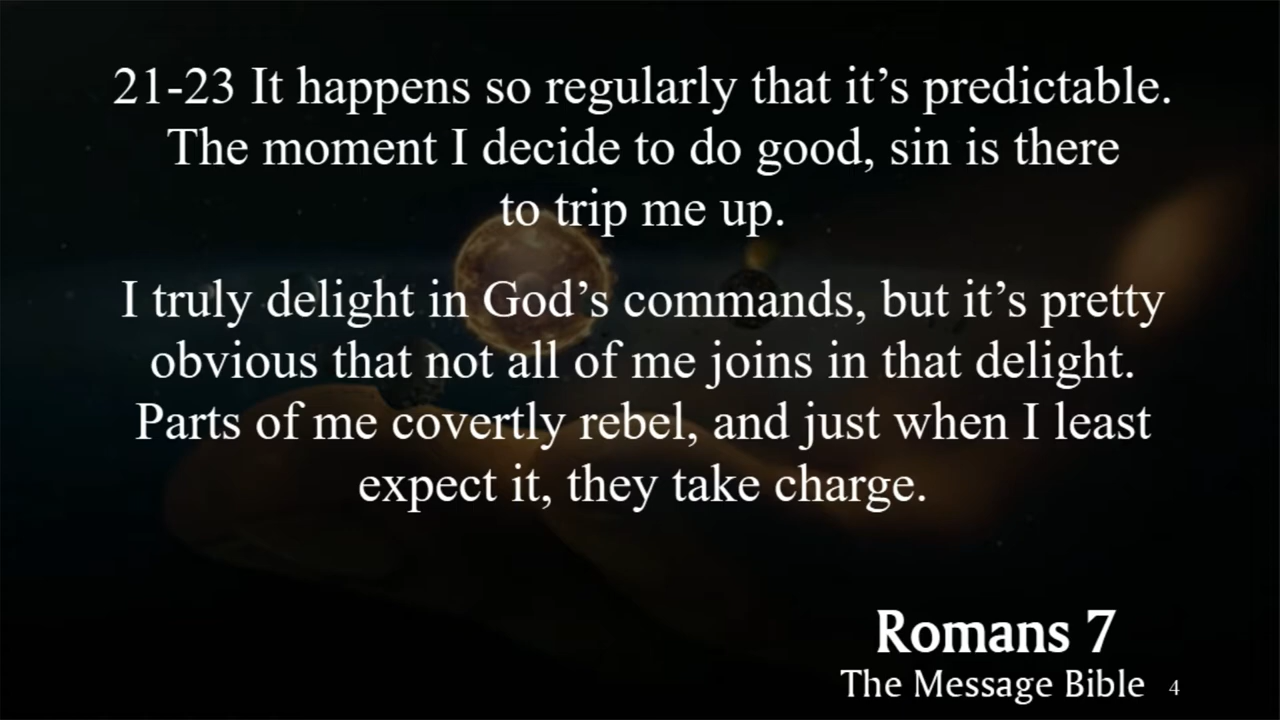 21-23 It happens so regularly that it’s predictable.
The moment I decide to do good, sin is there
to trip me up.
I truly delight in God’s commands, but it’s pretty
obvious that not all of me joins in that delight.
Parts of me covertly rebel, and just when I least
expect it, they take charge.
Romans 7
The Message Bible 4